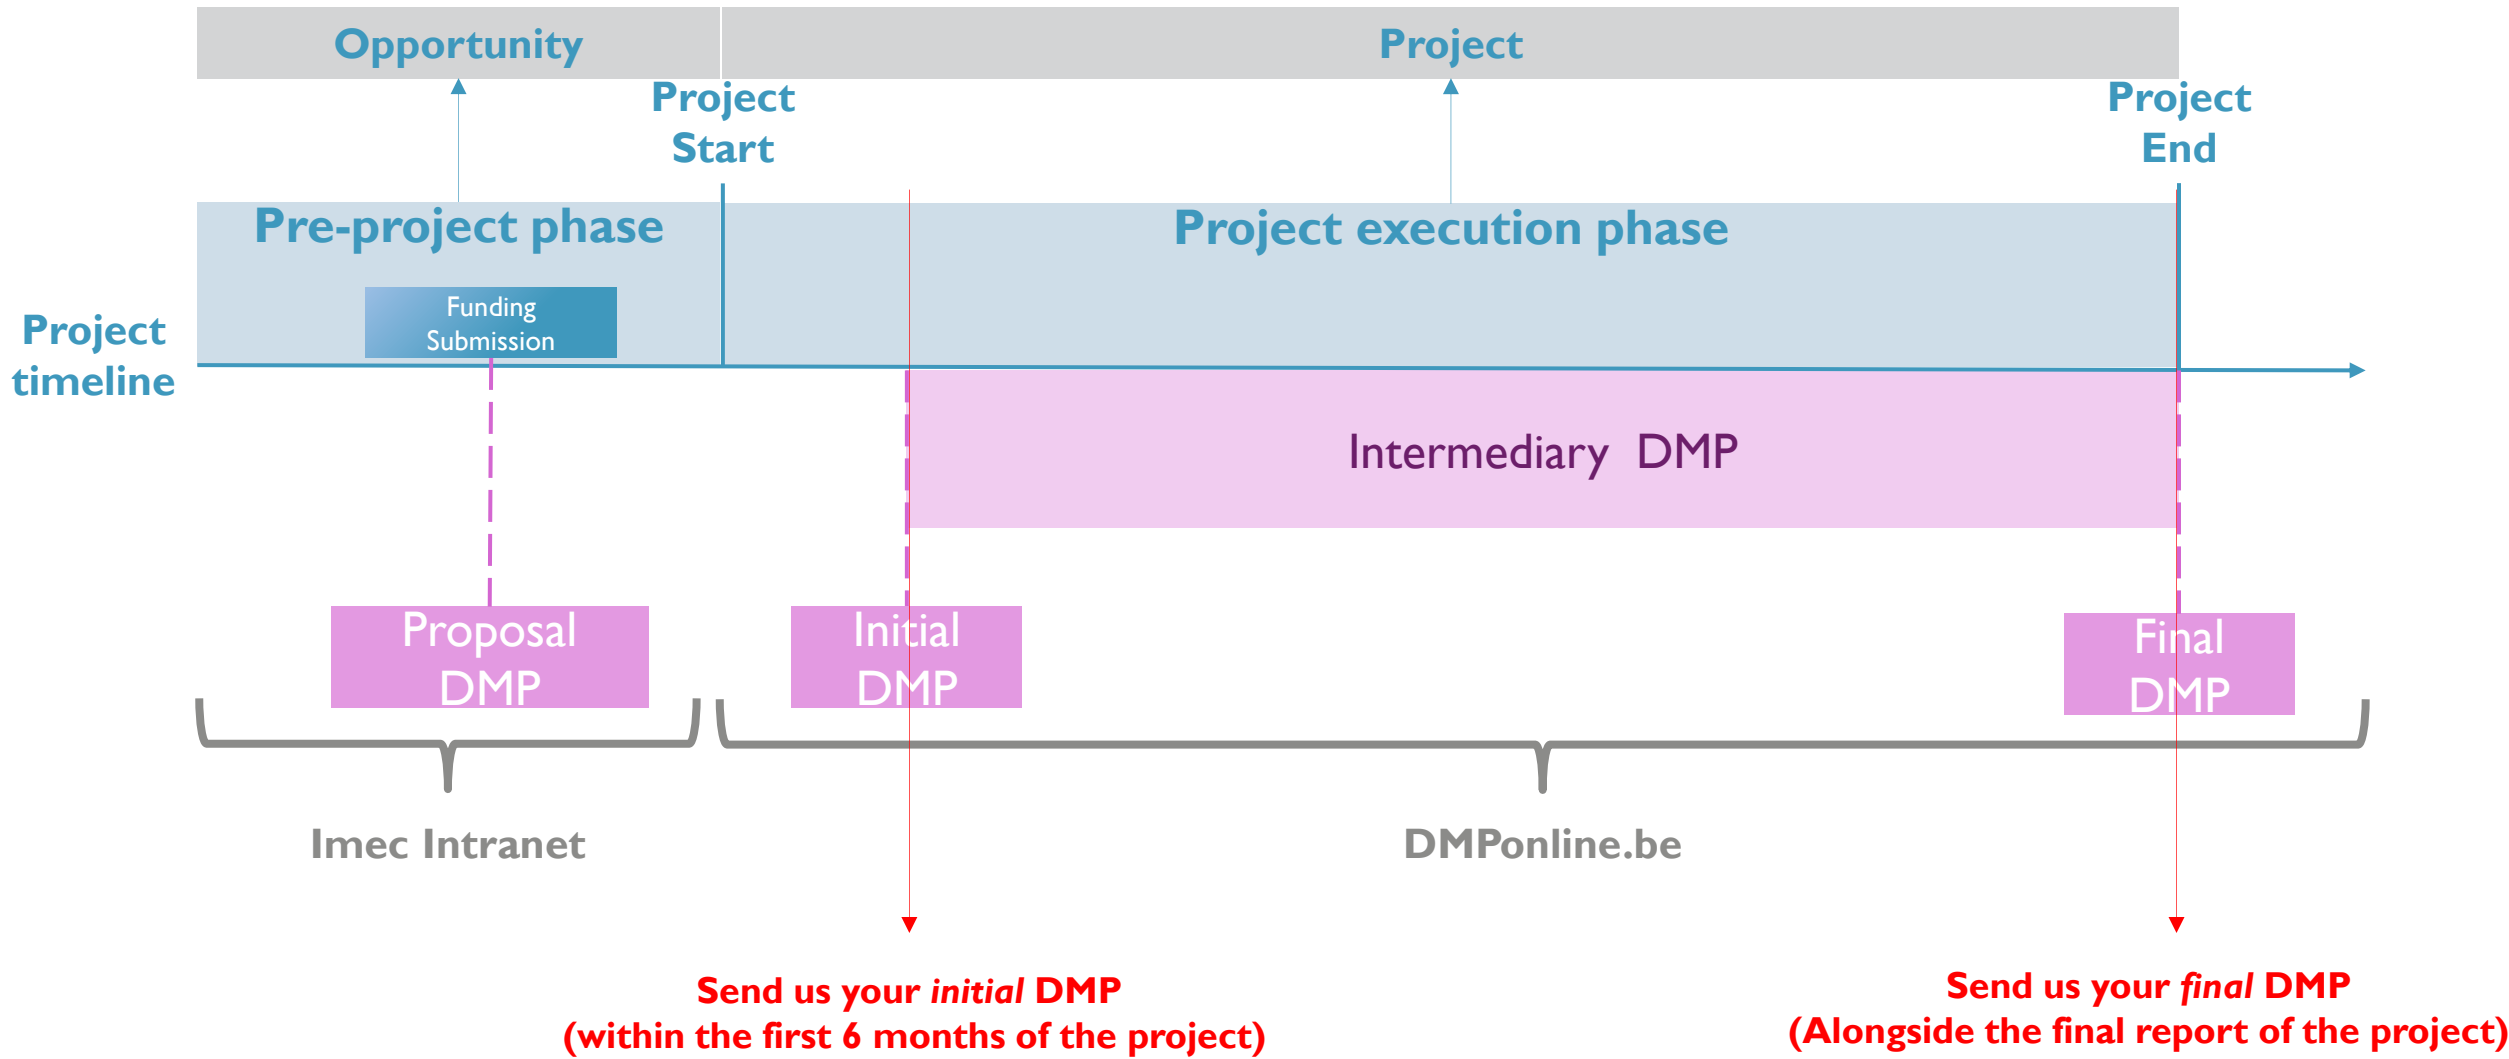 Opportunity
Project
Project
Start
Project
End
Pre-project phase
Project execution phase
Funding
Submission
Project
timeline
Intermediary DMP
Proposal
DMP
Initial
DMP
Final
DMP
Imec Intranet
DMPonline.be
Send us your initial DMP
(within the first 6 months of the project)
Send us your final DMP
(Alongside the final report of the project)